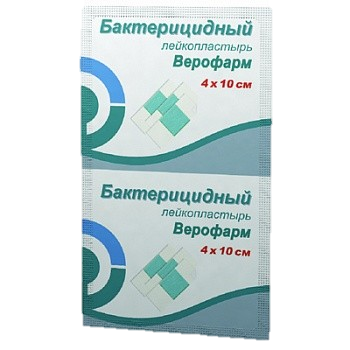 Бактерицидный
лейкопластырь
Верофарм
4 х 10 см
Бактерицидный
лейкопластырь
Верофарм
4 х 10 см